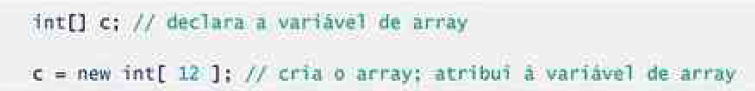 int[] c; // declara a variável de array
c = new int[ 12 ]; // cria o array; atribui à variável de array